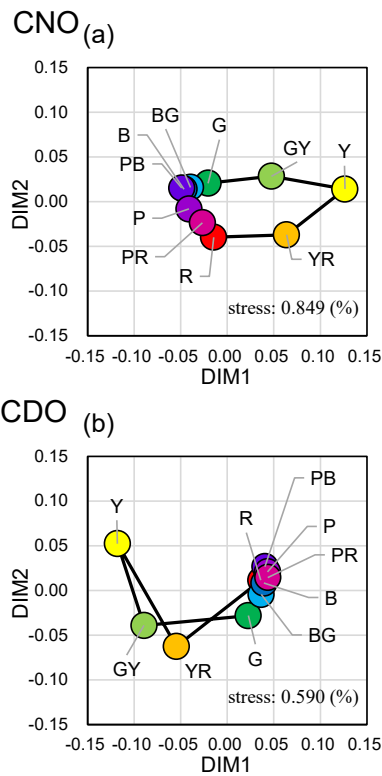 CNO (a)
0.15
0.10
0.05
0.00
-0.05
-0.10
-0.15
DIM2
BG
G
B
GY
Y
PB
P
PR
R
YR
stress: 0.849 (%)
-0.15 -0.10 -0.05 0.00 0.05 0.10 0.15
DIM1
CDO (b)
0.15
0.10
0.05
0.00
-0.05
-0.10
-0.15
DIM2
PB
Y
R
P
PR
B
BG
G
GY
YR
stress: 0.590 (%)
-0.15 -0.10 -0.05 0.00 0.05 0.10 0.15
DIM1